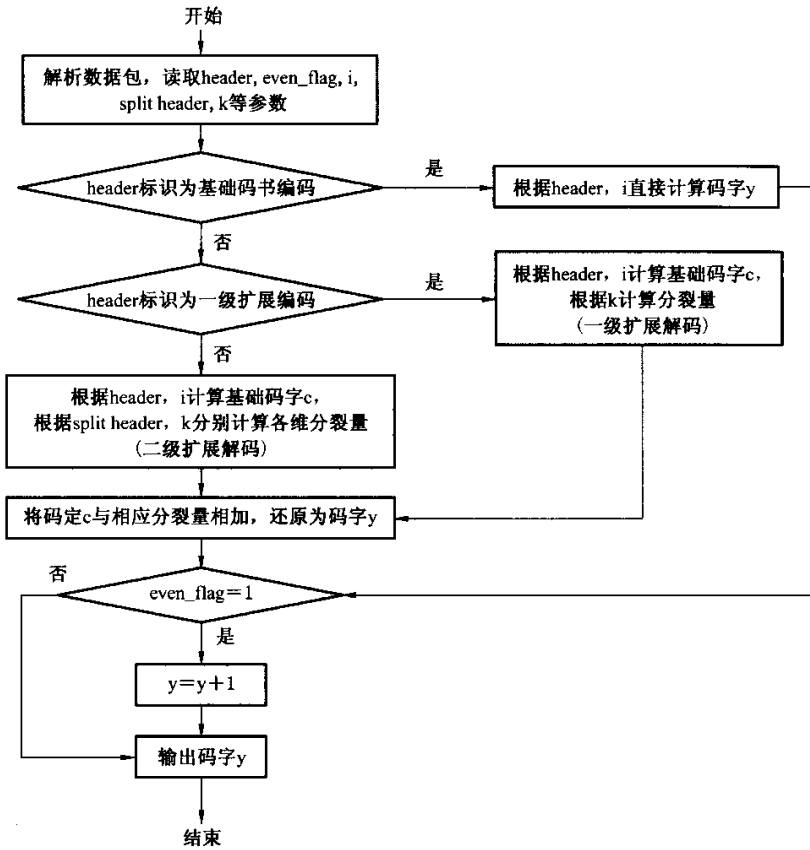 开始
解析数据包，读取header, even_flag, i,
split header, k等参数
header标识为基础码书编码
是
根据header，i直接计算码字y
否
header标识为一级扩展编码
是
根据header，i计算基础码字c，
根据k计算分裂量
(一级扩展解码)
否
根据header，i计算基础码字c，
根据split header，k分别计算各维分裂量
(二级扩展解码)
将码定c与相应分裂量相加，还原为码字y
否
even_flag＝1
是
y＝y＋1
输出码字y
结束